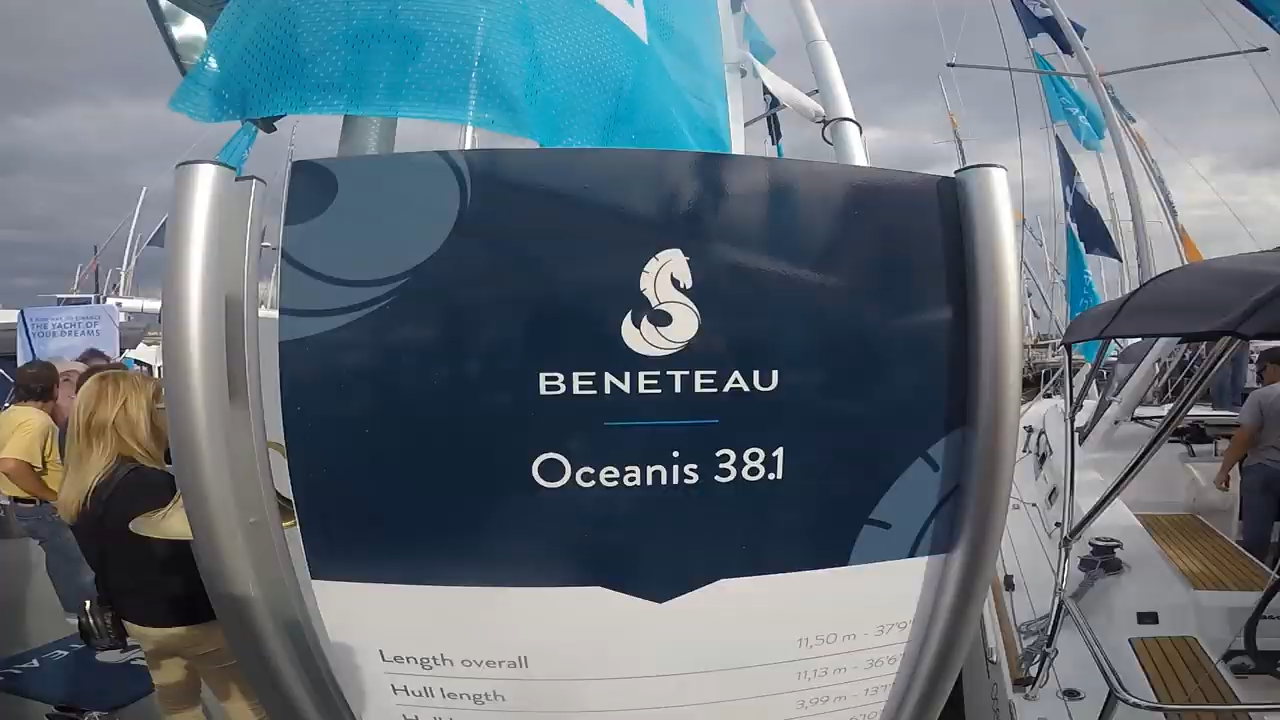 THE YACHT OF
YOUR DREAMS
BENETEAU
Oceanis 38.1
Length overall
11,50 m - 37'9"
Hull length
11,13 m - 36'6"
3,99 m - 13'1"
TEAU